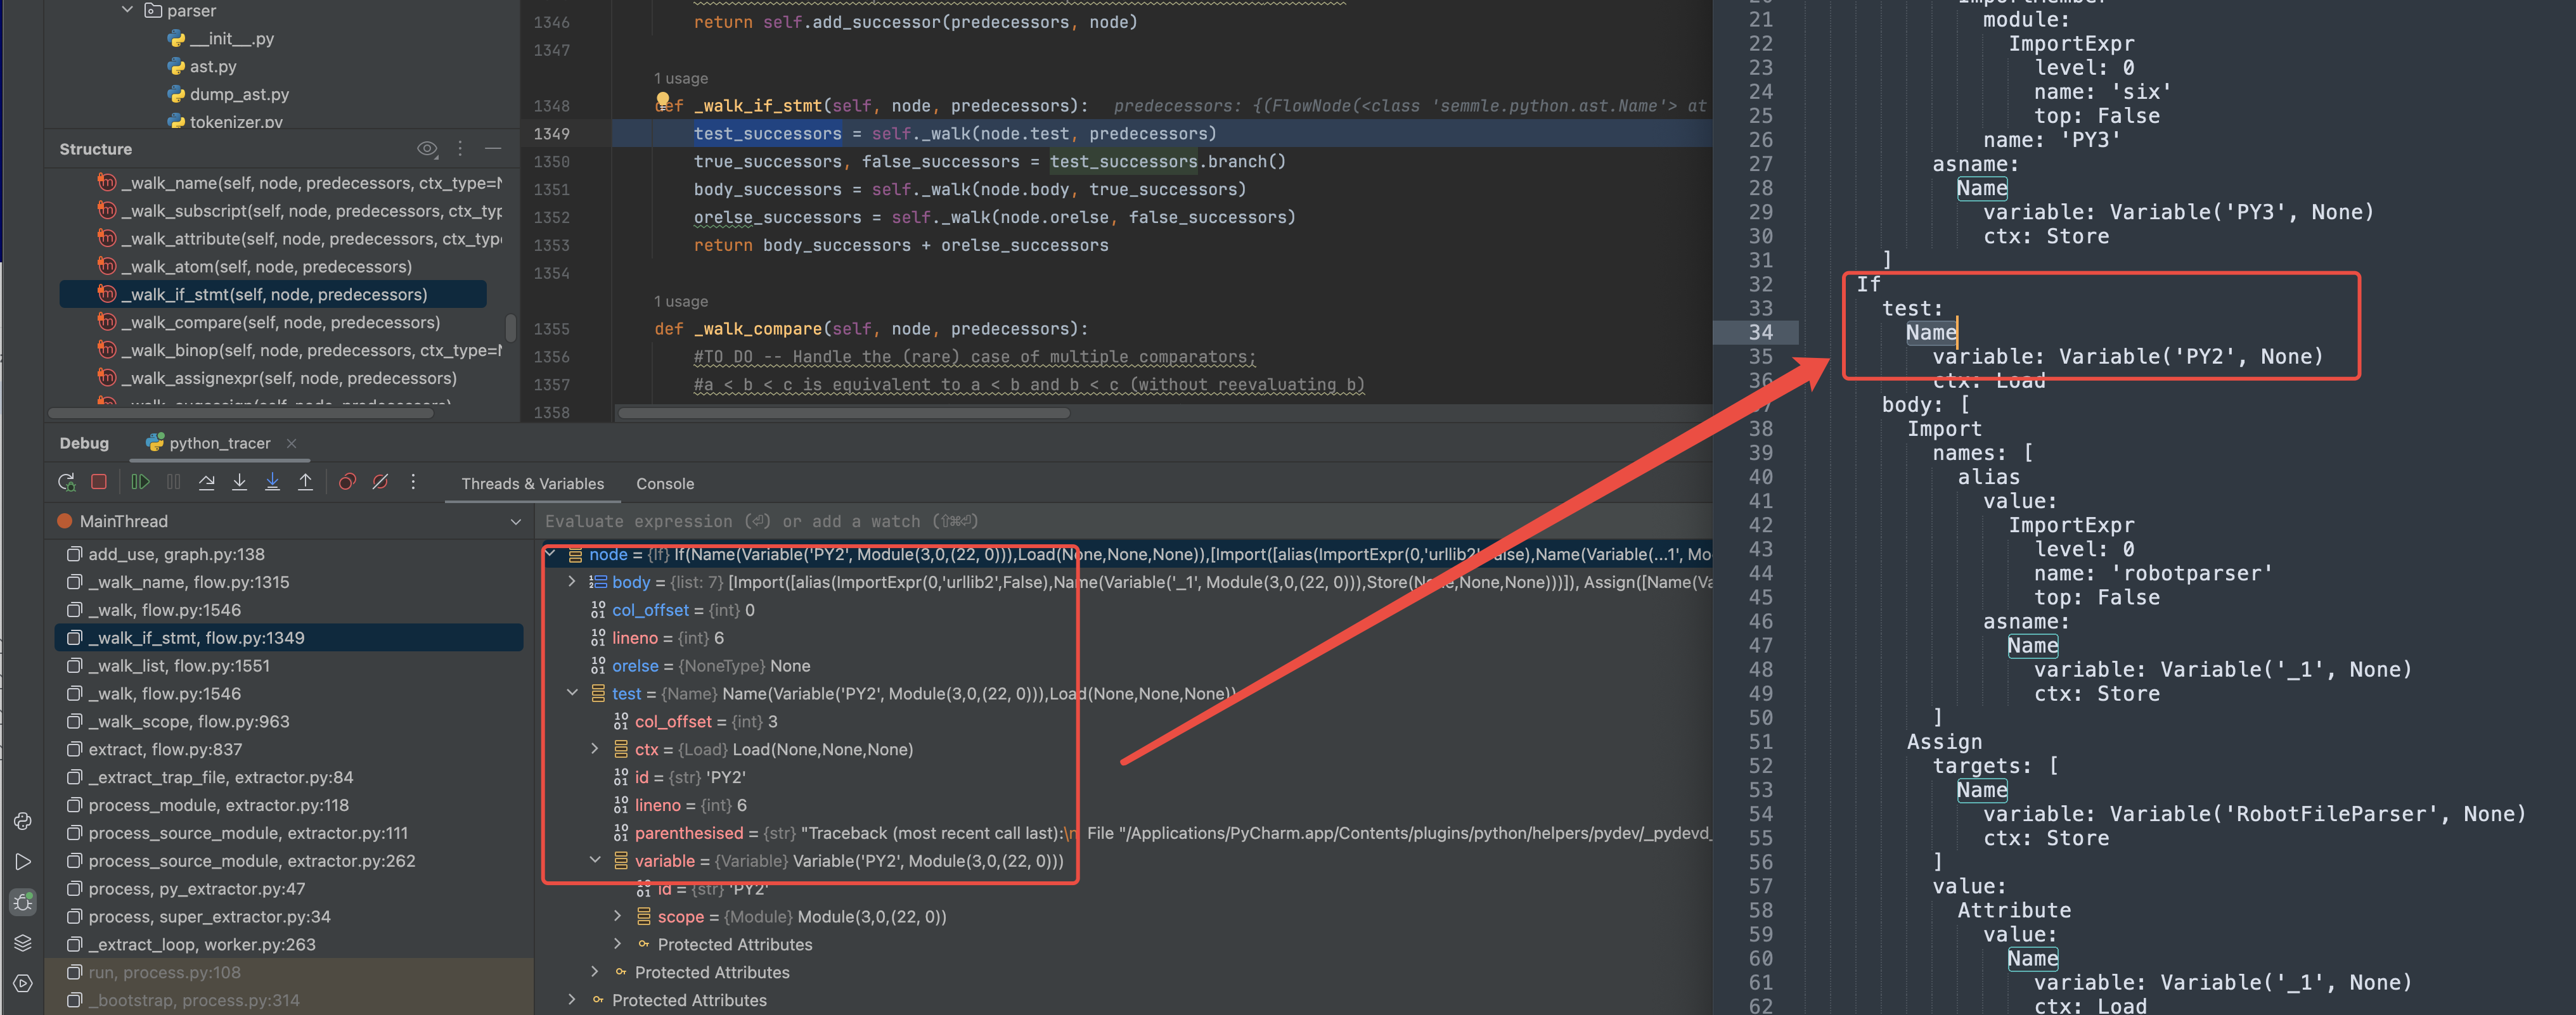 parser
__init__.py
ast.py
dump_ast.py
tokenizer.py
Structure
_walk_name(self, node, predecessors, ctx_type=N
_walk_subscript(self, node, predecessors, ctx_typ
_walk_attribute(self, node, predecessors, ctx_type
_walk_atom(self, node, predecessors)
_walk_if_stmt(self, node, predecessors)
_walk_compare(self, node, predecessors)
_walk_binop(self, node, predecessors, ctx_type=N
_walk_assignexpr(self, node, predecessors)
1346 return self.add_successor(predecessors, node)
1347
1 usage
1348 def _walk_if_stmt(self, node, predecessors): predecessors: {(FlowNode(<class 'semmle.python.ast.Name'> at
1349 test_successors = self._walk(node.test, predecessors)
1350 true_successors, false_successors = test_successors.branch()
1351 body_successors = self._walk(node.body, true_successors)
1352 orelse_successors = self._walk(node.orelse, false_successors)
1353 return body_successors + orelse_successors
1354
1 usage
1355 def _walk_compare(self, node, predecessors):
1356 #TO DO -- Handle the (rare) case of multiple comparators;
1357 #a < b < c is equivalent to a < b and b < c (without reevaluating b)
1358
Debug python_tracer
Threads & Variables Console
MainThread
add_use, graph.py:138
_walk_name, flow.py:1315
_walk, flow.py:1546
_walk_if_stmt, flow.py:1349
_walk_list, flow.py:1551
_walk, flow.py:1546
_walk_scope, flow.py:963
extract, flow.py:837
_extract_trap_file, extractor.py:84
process_module, extractor.py:118
process_source_module, extractor.py:111
process_source_module, extractor.py:262
process, py_extractor.py:47
process, super_extractor.py:34
_extract_loop, worker.py:263
run, process.py:108
_bootstrap, process.py:314
Evaluate expression (⏎) or add a watch (⇧⌘⏎)
node = {If} If(Name(Variable('PY2', Module(3,0,(22, 0))),Load(None,None,None)),[Import([alias(ImportExpr(0,'urllib2',False),Name(Variable(...1', Mo
body = {list: 7} [Import([alias(ImportExpr(0,'urllib2',False),Name(Variable('_1', Module(3,0,(22, 0))),Store(None,None,None)))]), Assign([Name(Va
col_offset = {int} 0
lineno = {int} 6
orelse = {NoneType} None
test = {Name} Name(Variable('PY2', Module(3,0,(22, 0))),Load(None,None,None))
col_offset = {int} 3
ctx = {Load} Load(None,None,None)
id = {str} 'PY2'
lineno = {int} 6
parenthesised = {str} "Traceback (most recent call last):\n File "/Applications/PyCharm.app/Contents/plugins/python/helpers/pydev/_pydevd_
variable = {Variable} Variable('PY2', Module(3,0,(22, 0)))
id = {str} 'PY2'
scope = {Module} Module(3,0,(22, 0))
Protected Attributes
Protected Attributes
Protected Attributes
21 module:
22 ImportExpr
23 level: 0
24 name: 'six'
25 top: False
26 name: 'PY3'
27 asname:
28 Name
29 variable: Variable('PY3', None)
30 ctx: Store
31 ]
32 If
33 test:
34 Name
35 variable: Variable('PY2', None)
36 ctx: Load
37 body: [
38 Import
39 names: [
40 alias
41 value:
42 ImportExpr
43 level: 0
44 name: 'robotparser'
45 top: False
46 asname:
47 Name
48 variable: Variable('_1', None)
49 ctx: Store
50 ]
51 Assign
52 targets: [
53 Name
54 variable: Variable('RobotFileParser', None)
55 ctx: Store
56 ]
57 value:
58 Attribute
59 value:
60 Name
61 variable: Variable('_1', None)
62 ctx: Load